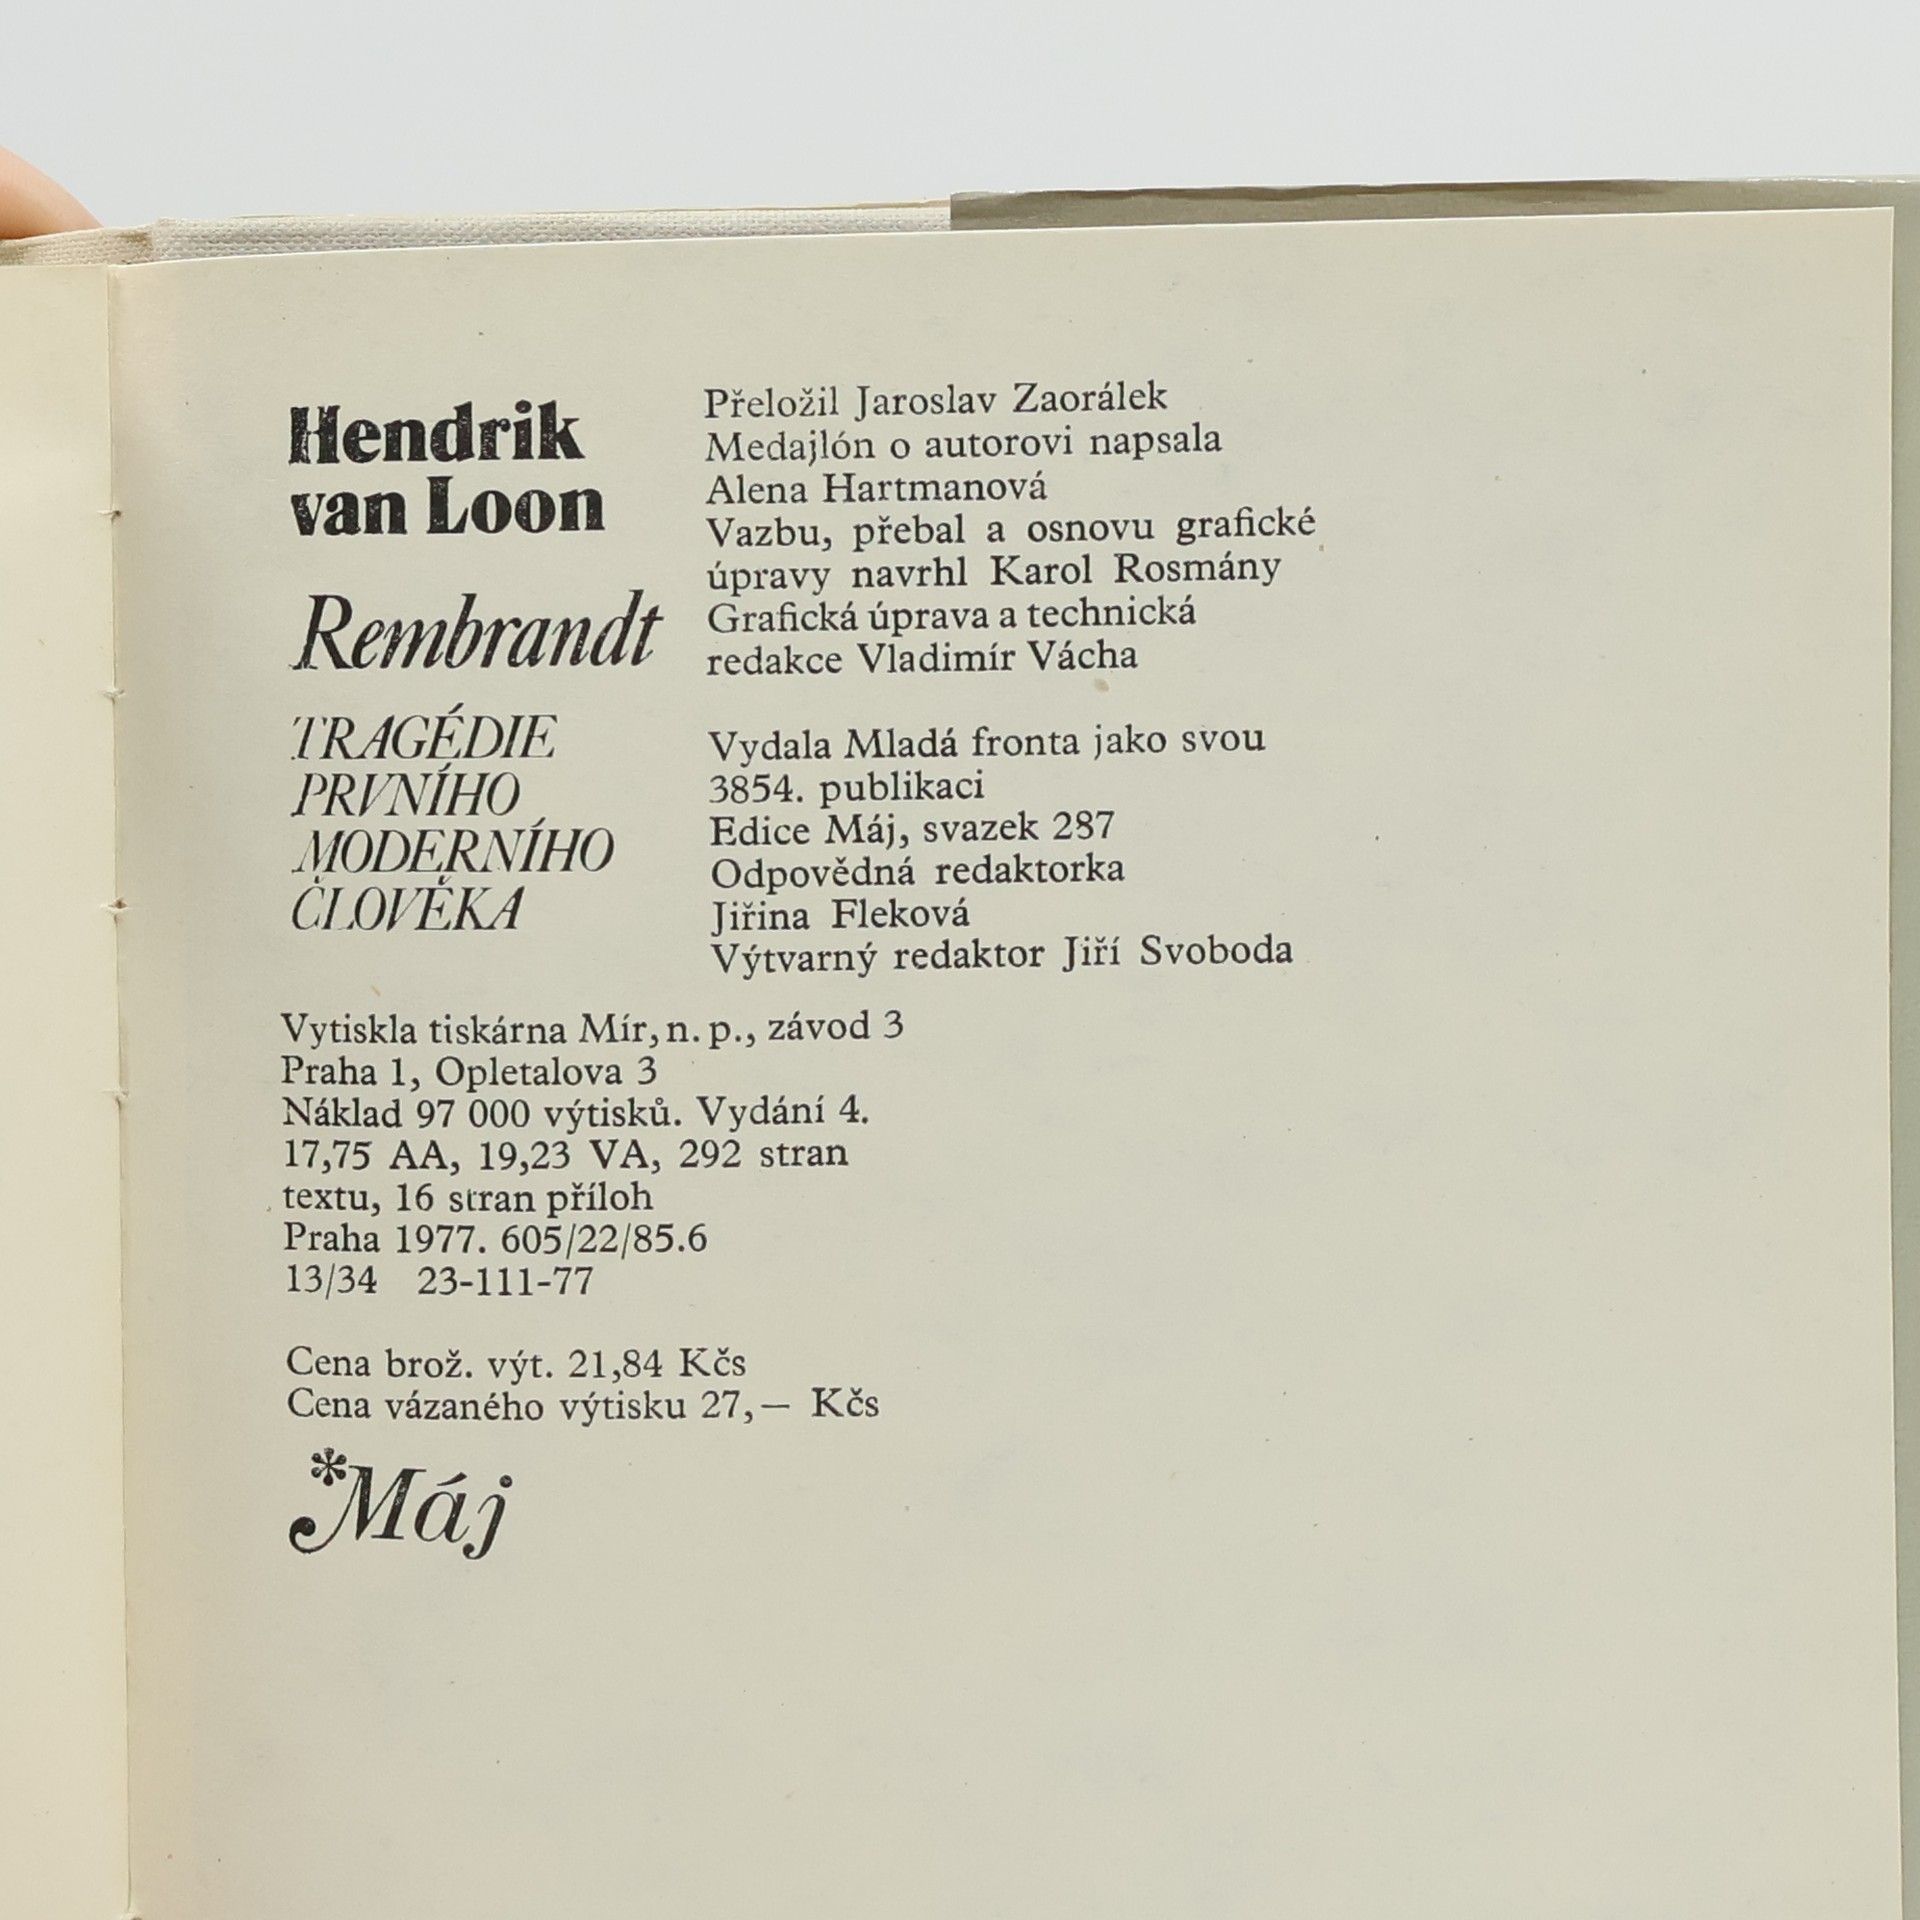 Hendrik
van Loon
Rembrandt
TRAGÉDIE
PRVNÍHO
MODERNÍHO
ČLOVĚKA
Přeložil Jaroslav Zaorálek
Medajlón o autorovi napsala
Alena Hartmanová
Vazbu, přebal a osnovu grafické
úpravy navrhl Karol Rosmány
Grafická úprava a technická
redakce Vladimír Vácha
Vydala Mladá fronta jako svou
3854. publikaci
Edice Máj, svazek 287
Odpovědná redaktorka
Jiřina Fleková
Výtvarný redaktor Jiří Svoboda
Vytiskla tiskárna Mír, n. p., závod 3
Praha 1, Opletalova 3
Náklad 97 000 výtisků. Vydání 4.
17,75 AA, 19,23 VA, 292 stran
textu, 16 stran příloh
Praha 1977. 605/22/85.6
13/34 23-111-77
Cena brož. výt. 21,84 Kčs
Cena vázaného výtisku 27,— Kčs
*Máj